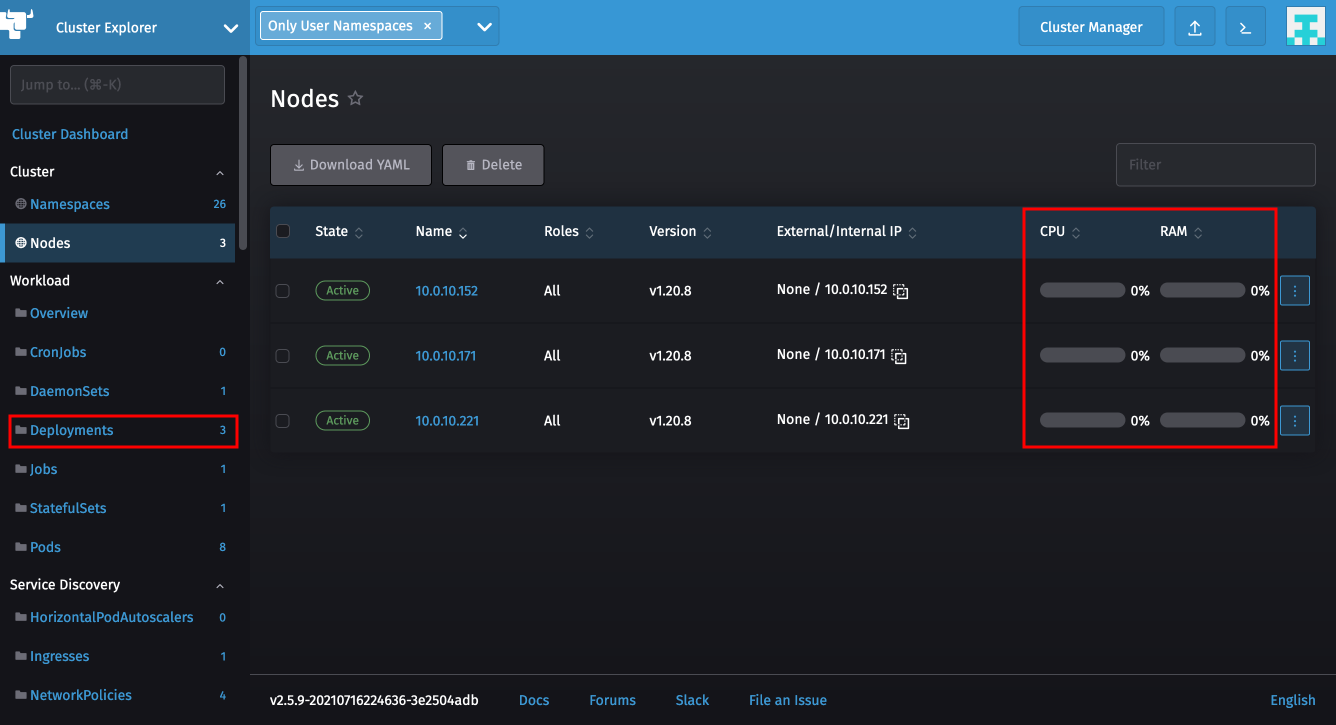 Cluster Explorer
Only User Namespaces ×
Cluster Manager
Jump to... (⌘-K)
Cluster Dashboard
Cluster
Namespaces 26
Nodes 3
Workload
Overview
CronJobs 0
DaemonSets 1
Deployments 3
Jobs 1
StatefulSets 1
Pods 8
Service Discovery
HorizontalPodAutoscalers 0
Ingresses 1
NetworkPolicies 4
Nodes
Download YAML Delete Filter
State Name Roles Version External/Internal IP CPU RAM
Active 10.0.10.152 All v1.20.8 None / 10.0.10.152 0% 0%
Active 10.0.10.171 All v1.20.8 None / 10.0.10.171 0% 0%
Active 10.0.10.221 All v1.20.8 None / 10.0.10.221 0% 0%
v2.5.9-20210716224636-3e2504adb Docs Forums Slack File an Issue English